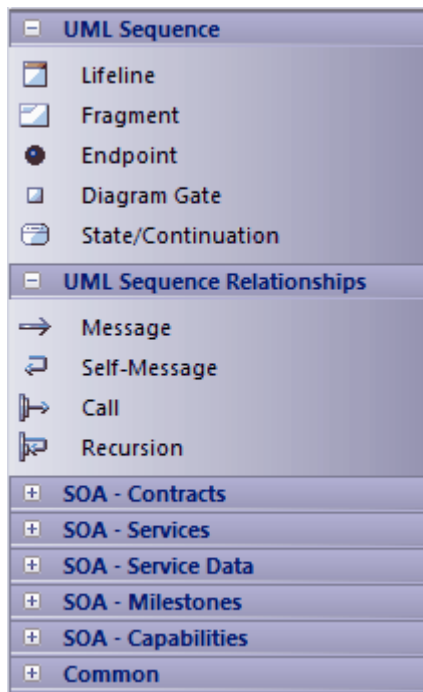 UML Sequence
Lifeline
Fragment
Endpoint
Diagram Gate
State/Continuation
UML Sequence Relationships
Message
Self-Message
Call
Recursion
SOA - Contracts
SOA - Services
SOA - Service Data
SOA - Milestones
SOA - Capabilities
Common